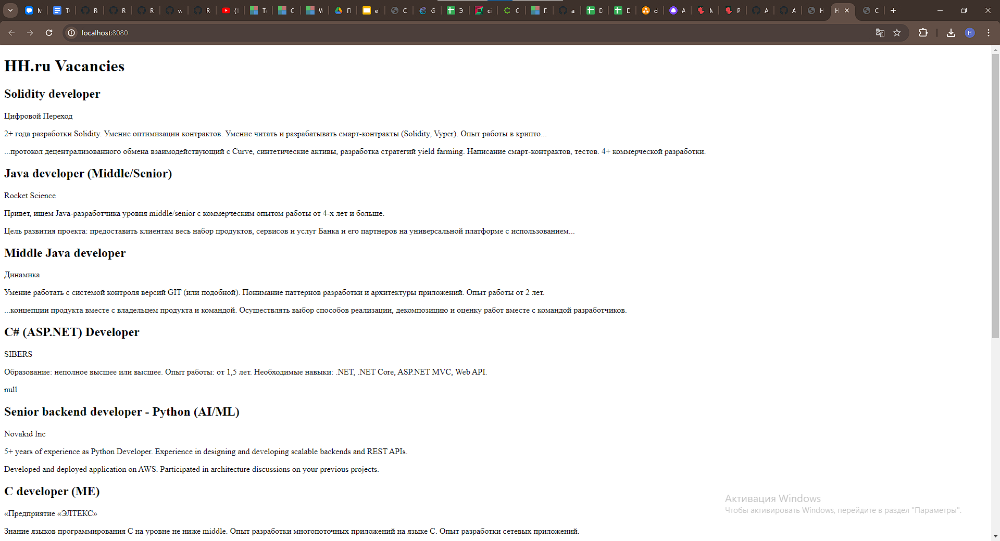 localhost:8080
HH.ru Vacancies
Solidity developer
Цифровой Переход
2+ года разработки Solidity. Умение оптимизации контрактов. Умение читать и разрабатывать смарт-контракты (Solidity, Vyper). Опыт работы в крипто...
...протокол децентрализованного обмена взаимодействующий с Curve, синтетические активы, разработка стратегий yield farming. Написание смарт-контрактов, тестов. 4+ коммерческой разработки.
Java developer (Middle/Senior)
Rocket Science
Привет, ищем Java-разработчика уровня middle/senior с коммерческим опытом работы от 4-х лет и больше.
Цель развития проекта: предоставить клиентам весь набор продуктов, сервисов и услуг Банка и его партнеров на универсальной платформе с использованием...
Middle Java developer
Динамика
Умение работать с системой контроля версий GIT (или подобной). Понимание паттернов разработки и архитектуры приложений. Опыт работы от 2 лет.
...концепции продукта вместе с владельцем продукта и командой. Осуществлять выбор способов реализации, декомпозицию и оценку работ вместе с командой разработчиков.
C# (ASP.NET) Developer
SIBERS
Образование: неполное высшее или высшее. Опыт работы: от 1,5 лет. Необходимые навыки: .NET, .NET Core, ASP.NET MVC, Web API.
null
Senior backend developer - Python (AI/ML)
Novakid Inc
5+ years of experience as Python Developer. Experience in designing and developing scalable backends and REST APIs.
Developed and deployed application on AWS. Participated in architecture discussions on your previous projects.
C developer (ME)
«Предприятие «ЭЛТЕКС»
Знание языков программирования С на уровне не ниже middle. Опыт разработки многопоточных приложений на языке С. Опыт разработки сетевых приложений.
Активация Windows
Чтобы активировать Windows, перейдите в раздел "Параметры".